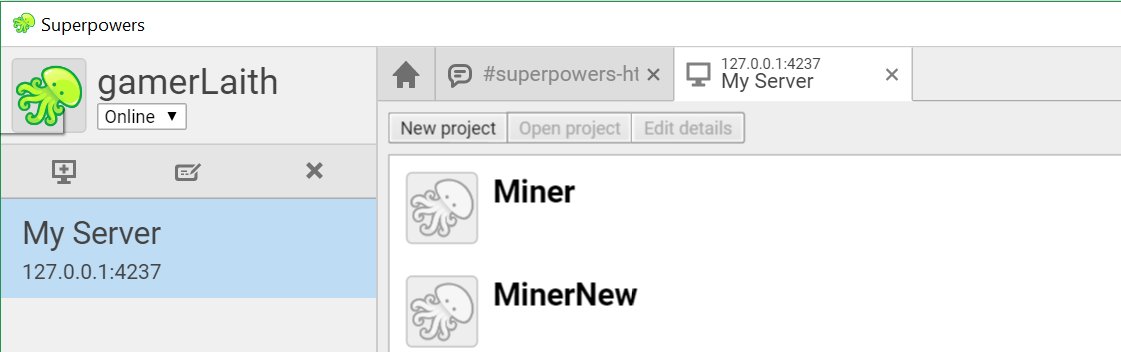 Superpowers
gamerLaith
Online
#superpowers-ht
127.0.0.1:4237
My Server
New project
Open project
Edit details
My Server
127.0.0.1:4237
Miner
MinerNew